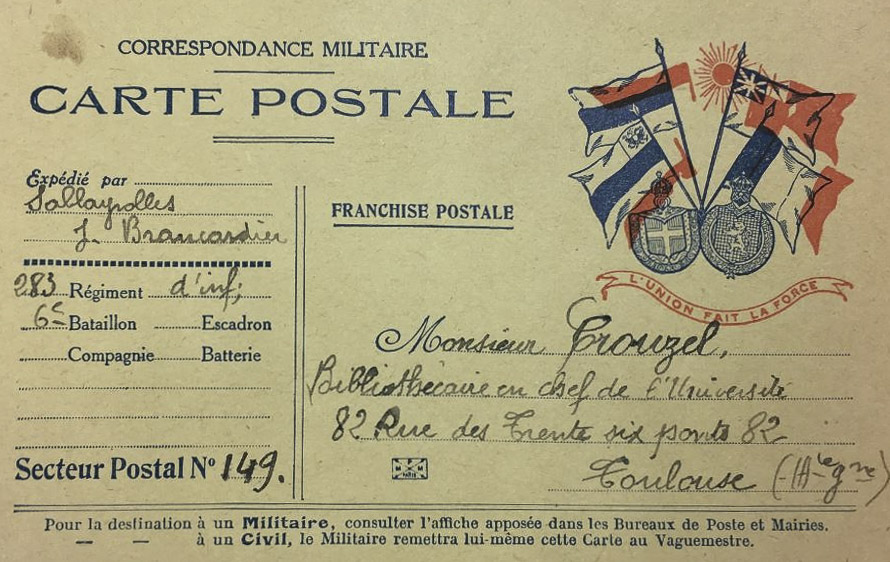 CORRESPONDANCE MILITAIRE
CARTE POSTALE
Expédié par
Sallayrolles
J. Brancardier
283 Régiment d'inf;
6e Bataillon Escadron
Compagnie Batterie
Secteur Postal No 149.
FRANCHISE POSTALE
L'UNION FAIT LA FORCE
Monsieur Crouzel,
Bibliothécaire en chef de l'Université
82 Rue des Trente six ponts 82
Toulouse (Hte Gne)
Pour la destination à un Militaire, consulter l'affiche apposée dans les Bureaux de Poste et Mairies.
— — à un Civil, le Militaire remettra lui-même cette Carte au Vaguemestre.